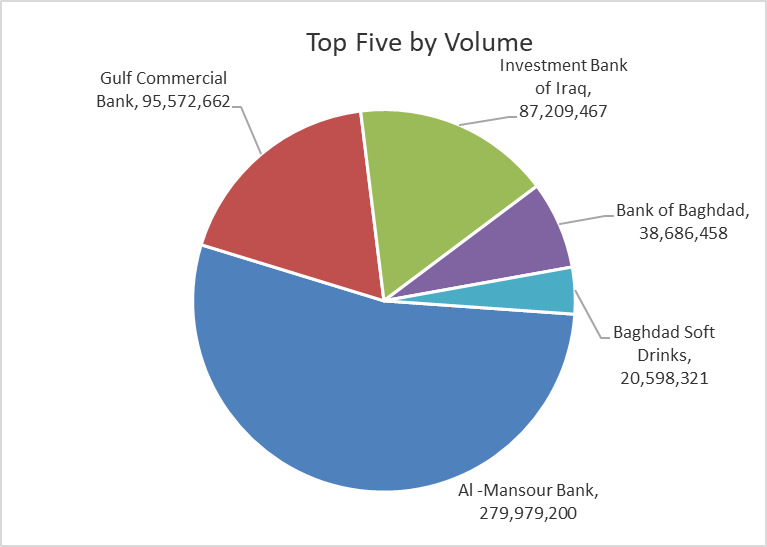 Top Five by Volume
Gulf Commercial
Bank, 95,572,662
Investment Bank
of Iraq,
87,209,467
Bank of Baghdad,
38,686,458
Baghdad Soft
Drinks,
20,598,321
Al -Mansour Bank,
279,979,200